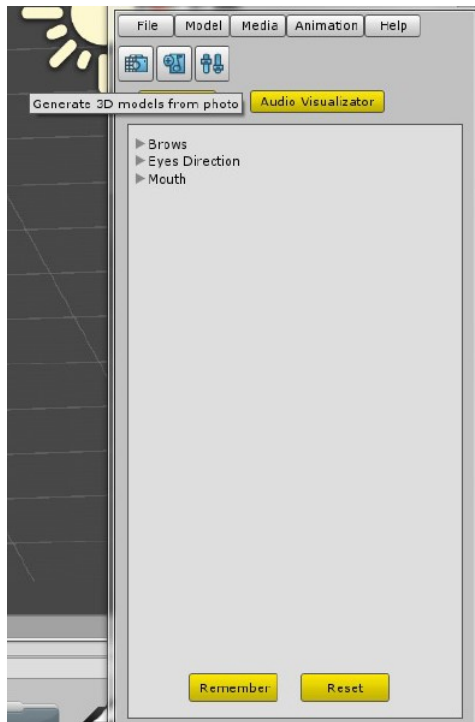 File Model Media Animation Help
Generate 3D models from photo
Audio Visualizator
Brows
Eyes Direction
Mouth
Remember Reset